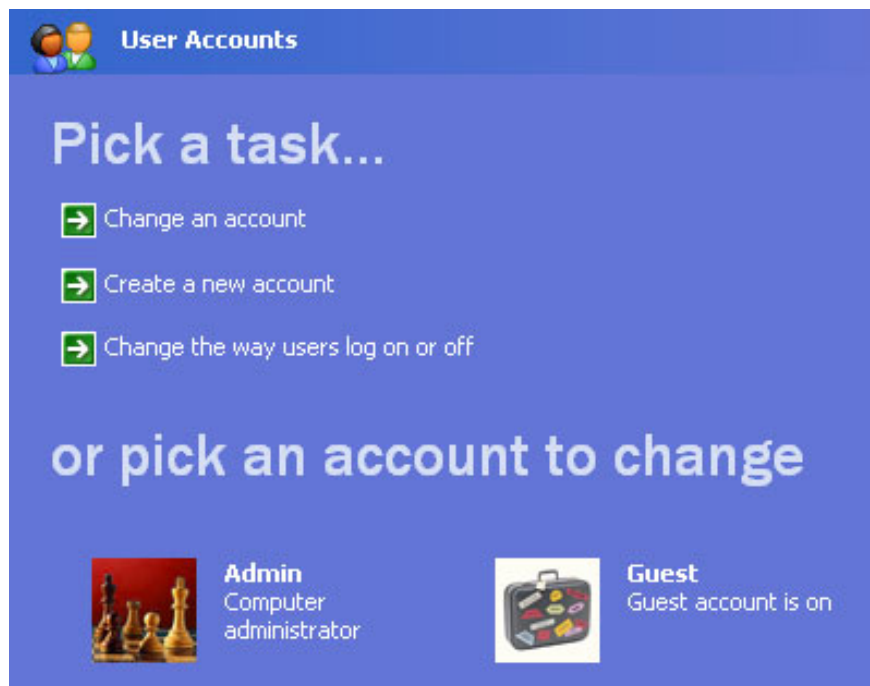 User Accounts
Pick a task...
Change an account
Create a new account
Change the way users log on or off
or pick an account to change
Admin
Computer
administrator
Guest
Guest account is on